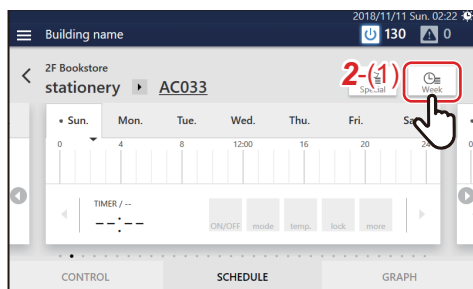 2018/11/11 Sun. 02:22
Building name 130 0
2F Bookstore
stationery AC033
2-(1)
Special Week
Sun. Mon. Tue. Wed. Thu. Fri. Sa
0 4 8 12:00 16 20 24 0
TIMER / --
--:--
ON/OFF mode temp. lock more
CONTROL SCHEDULE GRAPH